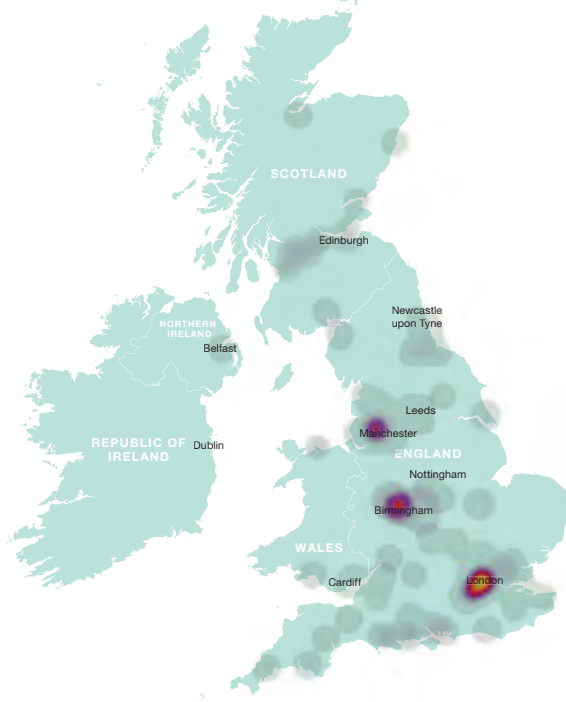 SCOTLAND
Edinburgh
Newcastle
upon Tyne
NORTHERN
IRELAND
Belfast
Leeds
Manchester
REPUBLIC OF
IRELAND
Dublin
ENGLAND
Nottingham
Birmingham
WALES
Cardiff
London